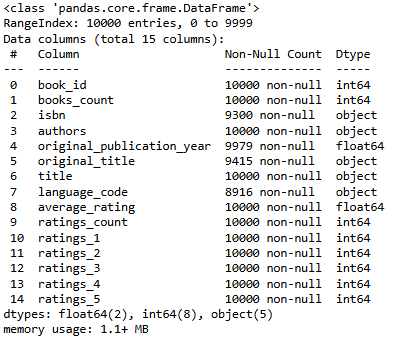 <class 'pandas.core.frame.DataFrame'>
RangeIndex: 10000 entries, 0 to 9999
Data columns (total 15 columns):
 #   Column                     Non-Null Count  Dtype
---  ------                     --------------  -----
 0   book_id                    10000 non-null  int64
 1   books_count                10000 non-null  int64
 2   isbn                       9300 non-null   object
 3   authors                    10000 non-null  object
 4   original_publication_year  9979 non-null   float64
 5   original_title             9415 non-null   object
 6   title                      10000 non-null  object
 7   language_code              8916 non-null   object
 8   average_rating             10000 non-null  float64
 9   ratings_count              10000 non-null  int64
 10  ratings_1                  10000 non-null  int64
 11  ratings_2                  10000 non-null  int64
 12  ratings_3                  10000 non-null  int64
 13  ratings_4                  10000 non-null  int64
 14  ratings_5                  10000 non-null  int64
dtypes: float64(2), int64(8), object(5)
memory usage: 1.1+ MB